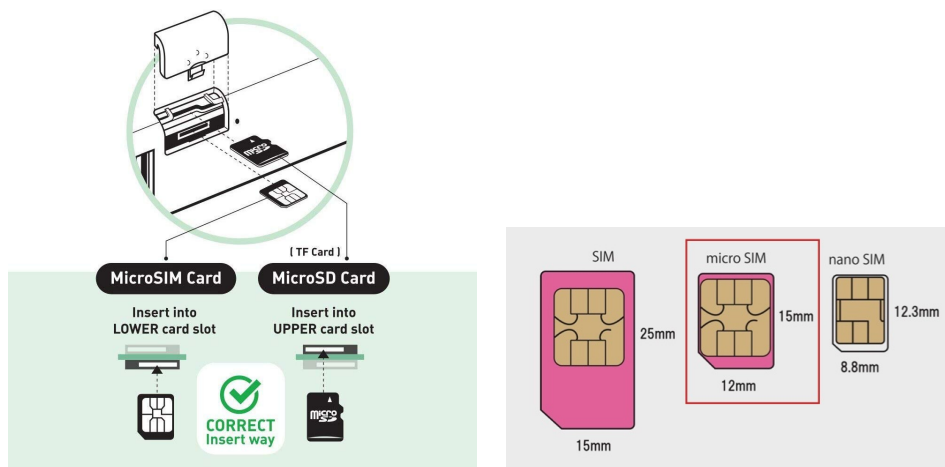 micro
( TF Card )
MicroSIM Card
MicroSD Card
Insert into
LOWER card slot
Insert into
UPPER card slot
micro
SD
CORRECT
Insert way
SIM
25mm
15mm
micro SIM
15mm
12mm
nano SIM
12.3mm
8.8mm